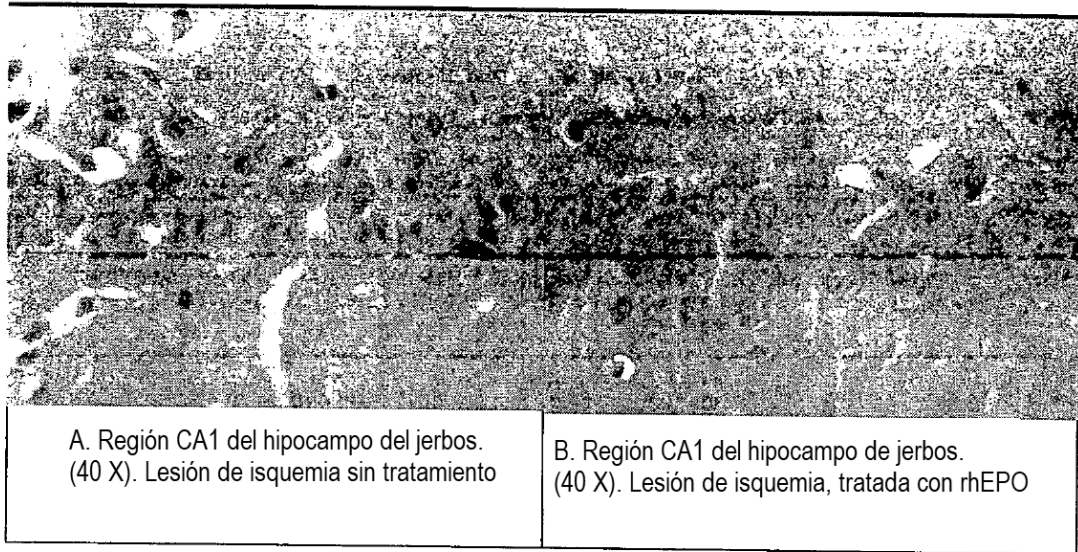 A. Región CA1 del hipocampo del jerbos.
(40 X). Lesión de isquemia sin tratamiento
B. Región CA1 del hipocampo de jerbos.
(40 X). Lesión de isquemia, tratada con rhEPO